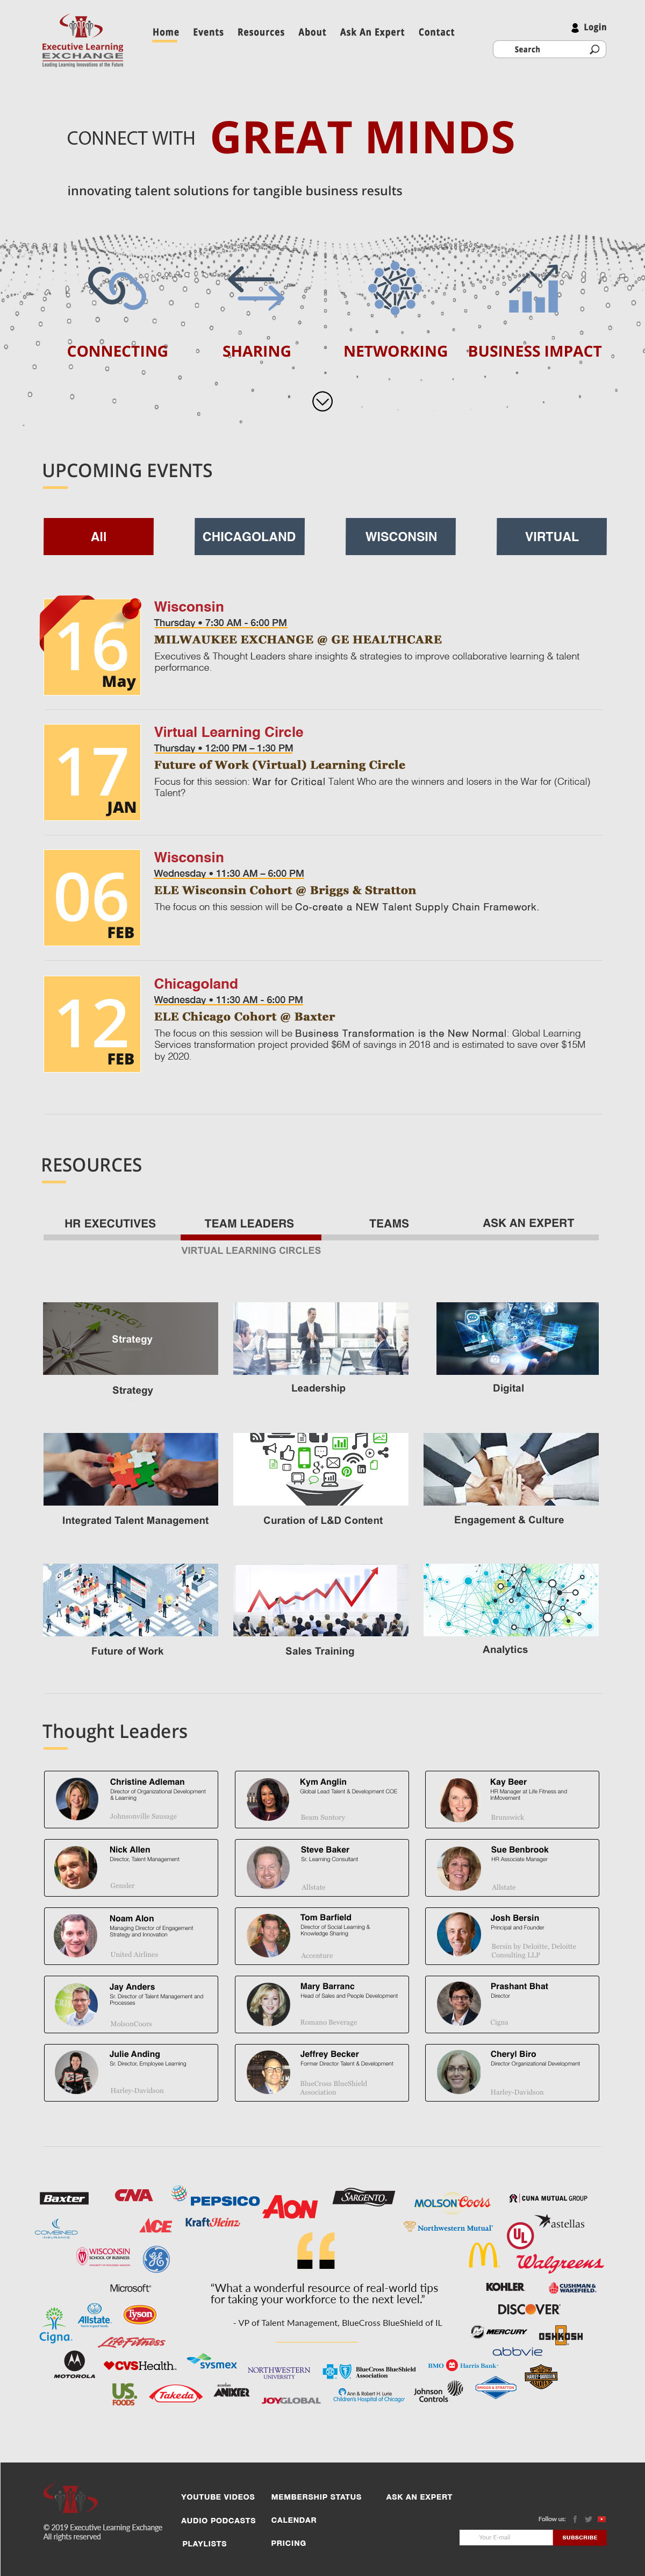 Executive Learning
EXCHANGE
Leading Learning Innovations of the Future
Home
Events
Resources
About
Ask An Expert
Contact
Login
Search
CONNECT WITH GREAT MINDS
innovating talent solutions for tangible business results
CONNECTING
SHARING
NETWORKING
BUSINESS IMPACT
UPCOMING EVENTS
All
CHICAGOLAND
WISCONSIN
VIRTUAL
16
May
Wisconsin
Thursday • 7:30 AM - 6:00 PM
MILWAUKEE EXCHANGE @ GE HEALTHCARE
Executives & Thought Leaders share insights & strategies to improve collaborative learning & talent
performance.
17
JAN
Virtual Learning Circle
Thursday • 12:00 PM – 1:30 PM
Future of Work (Virtual) Learning Circle
Focus for this session: War for Critical Talent Who are the winners and losers in the War for (Critical)
Talent?
06
FEB
Wisconsin
Wednesday • 11:30 AM – 6:00 PM
ELE Wisconsin Cohort @ Briggs & Stratton
The focus on this session will be Co-create a NEW Talent Supply Chain Framework.
12
FEB
Chicagoland
Wednesday • 11:30 AM - 6:00 PM
ELE Chicago Cohort @ Baxter
The focus on this session will be Business Transformation is the New Normal: Global Learning
Services transformation project provided $6M of savings in 2018 and is estimated to save over $15M
by 2020.
RESOURCES
HR EXECUTIVES
TEAM LEADERS
TEAMS
ASK AN EXPERT
VIRTUAL LEARNING CIRCLES
STRATEGY
Strategy
Strategy
Leadership
Digital
Integrated Talent Management
Curation of L&D Content
Engagement & Culture
Future of Work
Sales Training
Analytics
Thought Leaders
Christine Adleman
Director of Organizational Development
& Learning
Johnsonville Sausage
Kym Anglin
Global Lead Talent & Development COE
Beam Suntory
Kay Beer
HR Manager at Life Fitness and
InMovement
Brunswick
Nick Allen
Director, Talent Management
Gensler
Steve Baker
Sr. Learning Consultant
Allstate
Sue Benbrook
HR Associate Manager
Allstate
Noam Alon
Managing Director of Engagement
Strategy and Innovation
United Airlines
Tom Barfield
Director of Social Learning &
Knowledge Sharing
Accenture
Josh Bersin
Principal and Founder
Bersin by Deloitte, Deloitte
Consulting LLP
Jay Anders
Sr. Director of Talent Management and
Processes
MolsonCoors
Mary Barranc
Head of Sales and People Development
Romano Beverage
Prashant Bhat
Director
Cigna
Julie Anding
Sr. Director, Employee Learning
Harley-Davidson
Jeffrey Becker
Former Director Talent & Development
BlueCross BlueShield
Association
Cheryl Biro
Director Organizational Development
Harley-Davidson
Baxter
CNA
PEPSICO
AON
SARGENTO.
MOLSON Coors
CUNA MUTUAL GROUP
COMBINED
INSURANCE
ACE
KraftHeinz
Northwestern Mutual
UL
astellas
WISCONSIN
SCHOOL OF BUSINESS
Walgreens
Microsoft
“What a wonderful resource of real-world tips
for taking your workforce to the next level.”
- VP of Talent Management, BlueCross BlueShield of IL
KOHLER
CUSHMAN &
WAKEFIELD
DISCOVER
Cigna
Allstate
Tyson
LifeFitness
MERCURY
OSHKOSH
abbvie
MOTOROLA
CVSHealth
sysmex
NORTHWESTERN
UNIVERSITY
BlueCross BlueShield
Association
BMO Harris Bank
HARLEY-DAVIDSON
US.
FOODS
Takeda
ANIXTER
JOYGLOBAL
Ann & Robert H. Lurie
Children's Hospital of Chicago
Johnson
Controls
BRIGGS & STRATTON
© 2019 Executive Learning Exchange
All rights reserved
YOUTUBE VIDEOS
MEMBERSHIP STATUS
ASK AN EXPERT
AUDIO PODCASTS
CALENDAR
PLAYLISTS
PRICING
Follow us:
Your E-mail
SUBSCRIBE